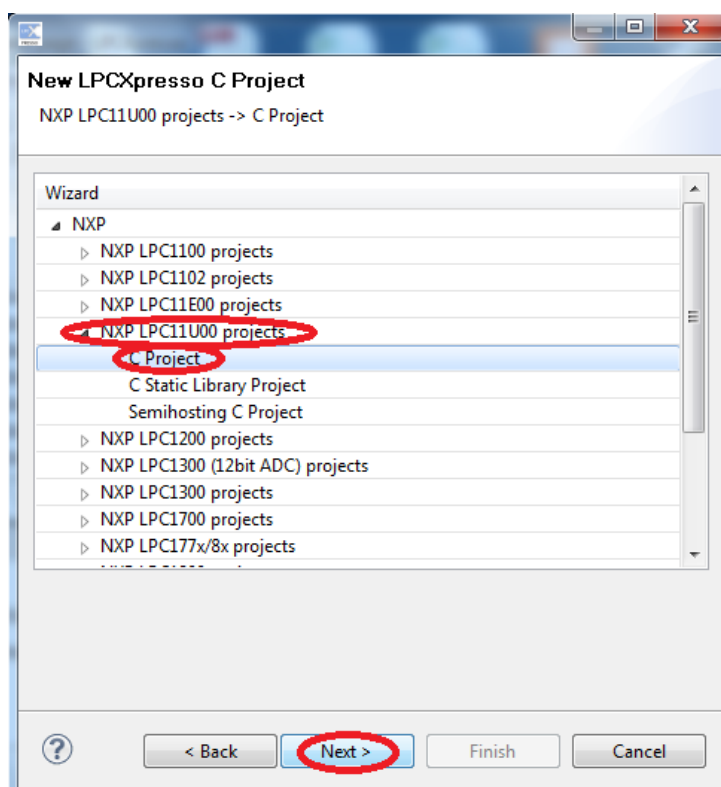 New LPCXpresso C Project
NXP LPC11U00 projects -> C Project
Wizard
NXP
NXP LPC1100 projects
NXP LPC1102 projects
NXP LPC11E00 projects
NXP LPC11U00 projects
C Project
C Static Library Project
Semihosting C Project
NXP LPC1200 projects
NXP LPC1300 (12bit ADC) projects
NXP LPC1300 projects
NXP LPC1700 projects
NXP LPC177x/8x projects
? < Back Next > Finish Cancel